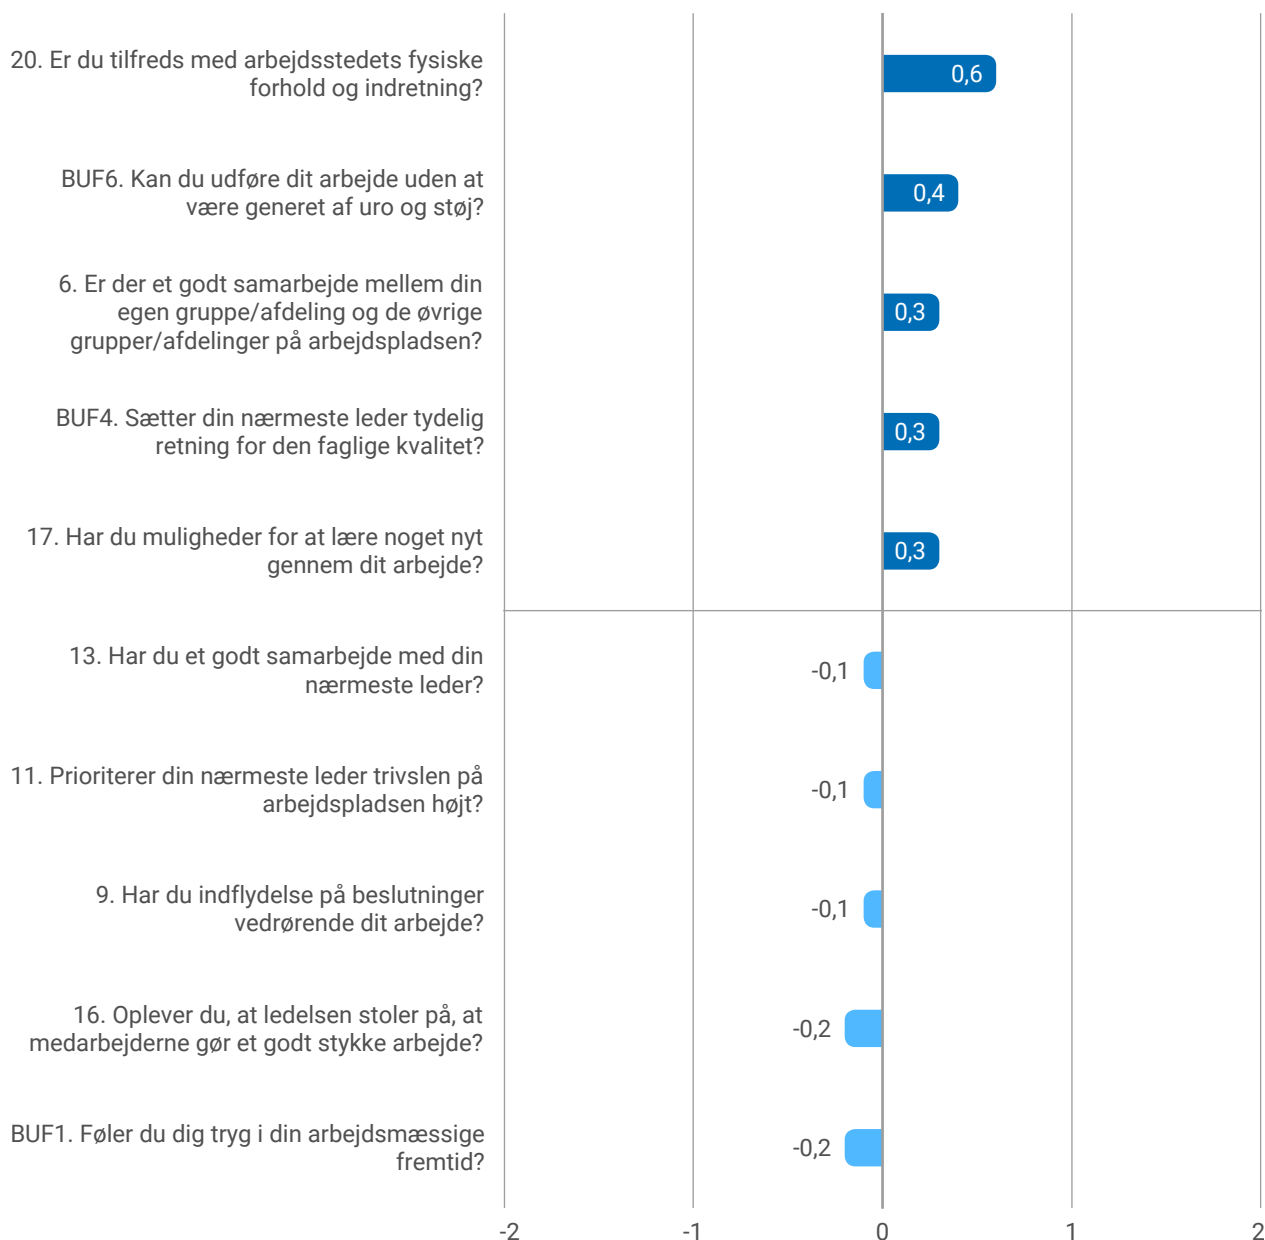 20. Er du tilfreds med arbejdsstedets fysiske
forhold og indretning?
0,6
BUF6. Kan du udføre dit arbejde uden at
være generet af uro og støj?
0,4
6. Er der et godt samarbejde mellem din
egen gruppe/afdeling og de øvrige
grupper/afdelinger på arbejdspladsen?
0,3
BUF4. Sætter din nærmeste leder tydelig
retning for den faglige kvalitet?
0,3
17. Har du muligheder for at lære noget nyt
gennem dit arbejde?
0,3
13. Har du et godt samarbejde med din
nærmeste leder?
-0,1
11. Prioriterer din nærmeste leder trivslen på
arbejdspladsen højt?
-0,1
9. Har du indflydelse på beslutninger
vedrørende dit arbejde?
-0,1
16. Oplever du, at ledelsen stoler på, at
medarbejderne gør et godt stykke arbejde?
-0,2
BUF1. Føler du dig tryg i din arbejdsmæssige
fremtid?
-0,2
-2 -1 0 1 2